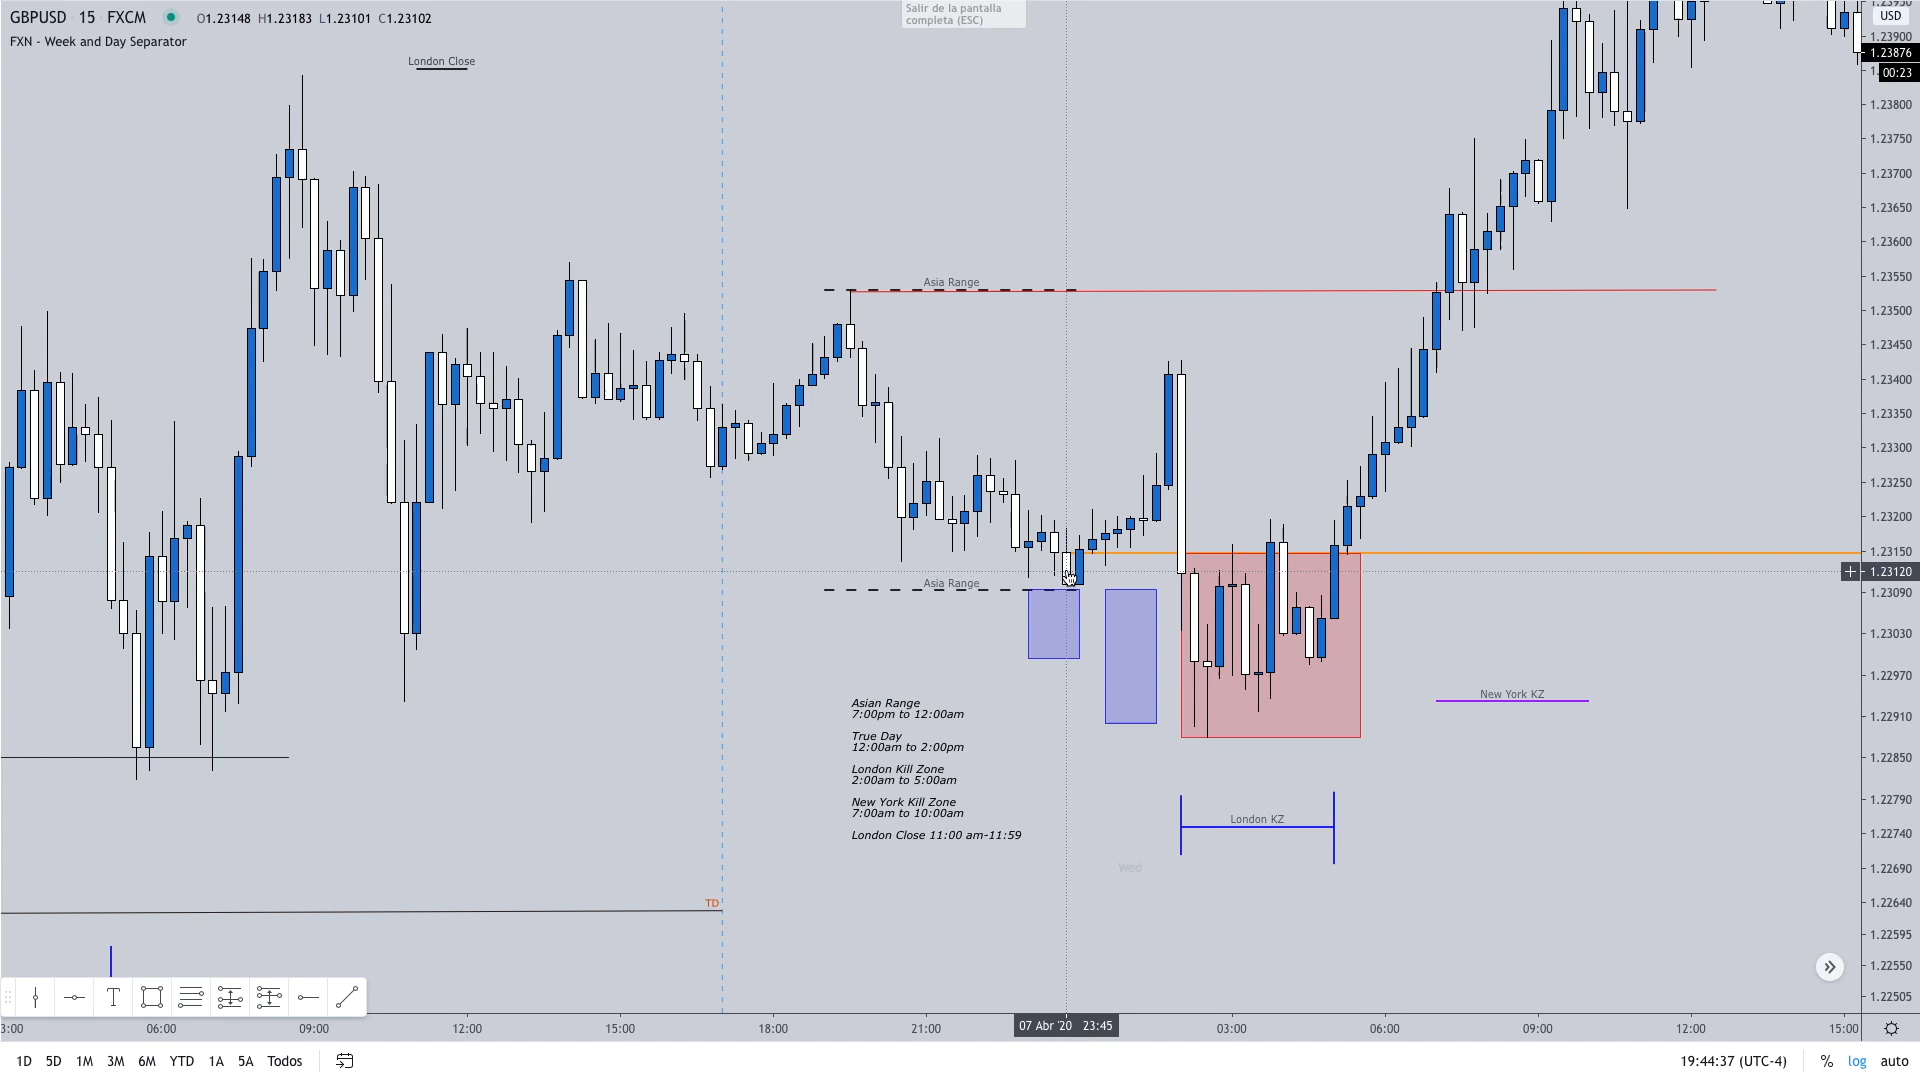 GBPUSD · 15 · FXCM
O1.23148 H1.23183 L1.23101 C1.23102
FXN - Week and Day Separator
Salir de la pantalla
completa (ESC)
USD
1.23900
1.23876
00:23
1.23800
1.23750
1.23700
1.23650
1.23600
1.23550
1.23500
1.23450
1.23400
1.23350
1.23300
1.23250
1.23200
1.23150
1.23120
1.23090
1.23030
1.22970
1.22910
1.22850
1.22790
1.22740
1.22690
1.22640
1.22595
1.22550
1.22505
London Close
Asia Range
Asia Range
Asian Range
7:00pm to 12:00am
True Day
12:00am to 2:00pm
London Kill Zone
2:00am to 5:00am
New York Kill Zone
7:00am to 10:00am
London Close 11:00 am-11:59
New York KZ
London KZ
Wed
TD
3:00 06:00 09:00 12:00 15:00 18:00 21:00 07 Abr '20 23:45 03:00 06:00 09:00 12:00 15:00
1D 5D 1M 3M 6M YTD 1A 5A Todos 19:44:37 (UTC-4) % log auto